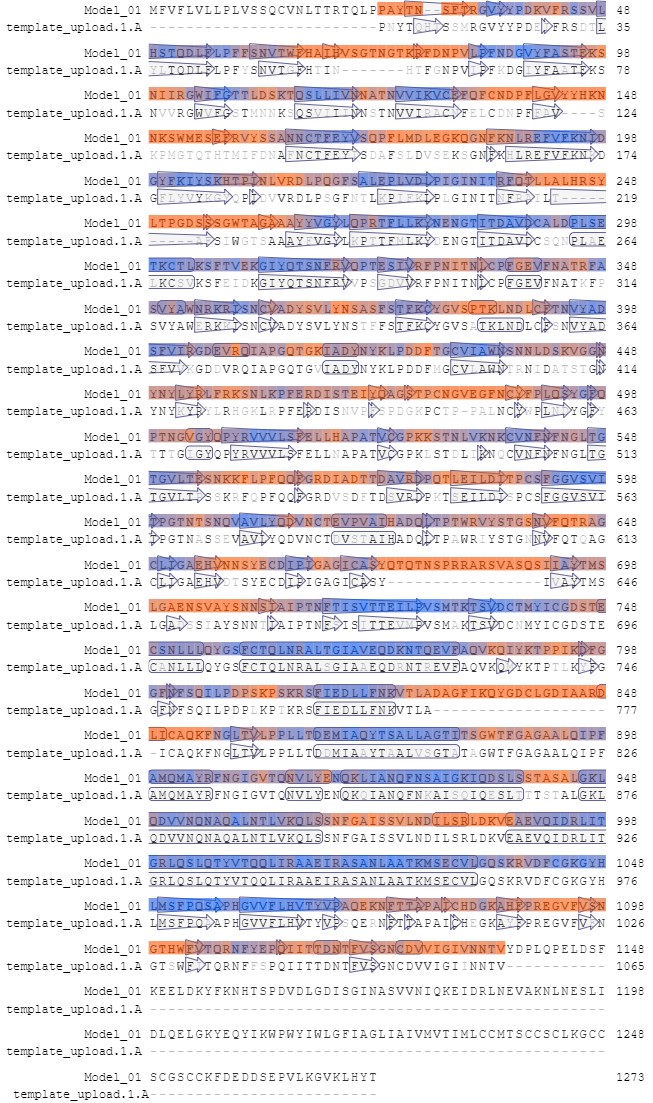 Model_01 MFVFLVLLPLVSSQCVNLTTRTQLPPAYTN--SFTRGVYYPDKVFRSSVL 48
template_upload.1.A -------------------------PNYTQHTSSMRGVYYPDEIFRSDTL 35
Model_01 HSTQDLFLPFFSNVTWFHAIHVSGTNGTKRFDNPVLPFNDGVYFASTEKS 98
template_upload.1.A YLTQDLFLPFYSNVTGFHTIN-------HTFGNPVIPFKDGIYFAATEKS 78
Model_01 NIIRGWIFGTTLDSKTQSLLIVNNATNVVIKVCEFQFCNDPFLGVYYHKN 148
template_upload.1.A NVVRGWVFGSTMNNKSQSVIIINNSTNVVIRACNFELCDNPFFAV----S 124
Model_01 NKSWMESEFRVYSSANNCTFEYVSQPFLMDLEGKQGNFKNLREFVFKNID 198
template_upload.1.A KPMGTQTHTMIFDNAFNCTFEYISDAFSLDVSEKSGNFKHLREFVFKNKD 174
Model_01 GYFKIYSKHTPINLVRDLPQGFSALEPLVDLPIGINITRFQTLLALHRSY 248
template_upload.1.A GFLYVYKGYQPIDVVRDLPSGFNTLKPIFKLPLGINITNFRAILT----- 219
Model_01 LTPGDSSSGWTAGAAAYYVGYLQPRTFLLKYNENGTITDAVDCALDPLSE 298
template_upload.1.A -----APSIWGTSAAAYFVGYLKPTTFMLKYDENGTITDAVDCSQNPLAE 264
Model_01 TKCTLKSFTVEKGIYQTSNFRVQPTESIVRFPNITNLCPFGEVFNATRFA 348
template_upload.1.A LKCSVKSFEIDKGIYQTSNFRVVPSGDVVRFPNITNLCPFGEVFNATKFP 314
Model_01 SVYAWNRKRISNCVADYSVLYNSASFSTFKCYGVSPTKLNDLCFTNVYAD 398
template_upload.1.A SVYAWERKKISNCVADYSVLYNSTFFSTFKCYGVSATKLNDLCFSNVYAD 364
Model_01 SFVIRGDEVRQIAPGQTGKIADYNYKLPDDFTGCVIAWNSNNLDSKVGGN 448
template_upload.1.A SFVVKGDDVRQIAPGQTGVIADYNYKLPDDFMGCVLAWNTRNIDATSTGN 414
Model_01 YNYLYRLFRKSNLKPFERDISTEIYQAGSTPCNGVEGFNCYFPLQSYGFQ 498
template_upload.1.A YNYKYRYLRHGKLRPFERDISNVPFSPDGKPCTP-PALNCYWPLNDYGFY 463
Model_01 PTNGVGYQPYRVVVLSFELLHAPATVCGPKKSTNLVKNKCVNFNFNGLTG 548
template_upload.1.A TTTGIGYQPYRVVVLSFELLNAPATVCGPKLSTDLIKNQCVNFNFNGLTG 513
Model_01 TGVLTESNKKFLPFQQFGRDIADTTDAVRDPQTLEILDITPCSFGGVSVI 598
template_upload.1.A TGVLTPSSKRFQPFQQFGRDVSDFTDSVRDPKTSEILDISPCSFGGVSVI 563
Model_01 TPGTNTSNQVAVLYQDVNCTEVPVAIHADQLTPTWRVYSTGSNVFQTRAG 648
template_upload.1.A TPGTNASSEVAVLYQDVNCTDVSTAIHADQLTPAWRIYSTGNNVFQTQAG 613
Model_01 CLIGAEHVNNSYECDIPIGAGICASYQTQTNSPRRARSVASQSIIAYTMS 698
template_upload.1.A CLIGAEHVDTSYECDIPIGAGICASY-----------------IVAYTMS 646
Model_01 LGAENSVAYSNNSIAIPTNFTISVTTEILPVSMTKTSVDCTMYICGDSTE 748
template_upload.1.A LGADSSIAYSNNTIAIPTNFSISITTEVMPVSMAKTSVDCNMYICGDSTE 696
Model_01 CSNLLLQYGSFCTQLNRALTGIAVEQDKNTQEVFAQVKQIYKTPPIKDFG 798
template_upload.1.A CANLLLQYGSFCTQLNRALSGIAAEQDRNTREVFAQVKQMYKTPTLKYFG 746
Model_01 GFNFSQILPDPSKPSKRSFIEDLLFNKVTLADAGFIKQYGDCLGDIAARD 848
template_upload.1.A GFNFSQILPDPLKPTKRSFIEDLLFNKVTLA------------------- 777
Model_01 LICAQKFNGLTVLPPLLTDEMIAQYTSALLAGTITSGWTFGAGAALQIPF 898
template_upload.1.A -ICAQKFNGLTVLPPLLTDDMIAAYTAALVSGTATAGWTFGAGAALQIPF 826
Model_01 AMQMAYRFNGIGVTQNVLYENQKLIANQFNSAIGKIQDSLSSTASALGKL 948
template_upload.1.A AMQMAYRFNGIGVTQNVLYENQKQIANQFNKAISQIQESLTTTSTALGKL 876
Model_01 QDVVNQNAQALNTLVKQLSSNFGAISSVLNDILSRLDKVEAEVQIDRLIT 998
template_upload.1.A QDVVNQNAQALNTLVKQLSSNFGAISSVLNDILSRLDKVEAEVQIDRLIT 926
Model_01 GRLQSLQTYVTQQLIRAAEIRASANLAATKMSECVLGQSKRVDFCGKGYH 1048
template_upload.1.A GRLQSLQTYVTQQLIRAAEIRASANLAATKMSECVLGQSKRVDFCGKGYH 976
Model_01 LMSFPQSAPHGVVFLHVTYVPAQEKNFTTAPAICHDGKAHFPREGVFVSN 1098
template_upload.1.A LMSFPQAAPHGVVFLHVTYVPSQERNFTTAPAICHEGKAYFPREGVFVFN 1026
Model_01 GTHWFVTQRNFYEPQIITTDNTFVSGNCDVVIGIVNNTVYDPLQPELDSF 1148
template_upload.1.A GTSWFITQRNFFSPQIITTDNTFVSGNCDVVIGIINNTV----------- 1065
Model_01 KEELDKYFKNHTSPDVDLGDISGINASVVNIQKEIDRLNEVAKNLNESLI 1198
template_upload.1.A --------------------------------------------------
Model_01 DLQELGKYEQYIKWPWYIWLGFIAGLIAIVMVTIMLCCMTSCCSCLKGCC 1248
template_upload.1.A --------------------------------------------------
Model_01 SCGSCCKFDEDDSEPVLKGVKLHYT 1273
template_upload.1.A-------------------------